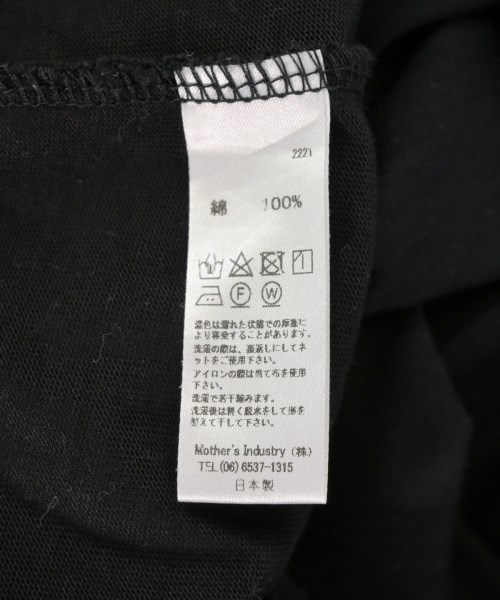 2221
綿 100%
F W
濃色は濡れた状態での摩擦に
より移染することがあります。
洗濯の際は、裏返しにしてネ
ットをご使用下さい。
アイロンの際は当て布を使用
下さい。
洗濯で若干縮みます。
洗濯後は軽く脱水をして形を
整えて干して下さい。
Mother's Industry (株)
TEL(06)6537-1315
日本製